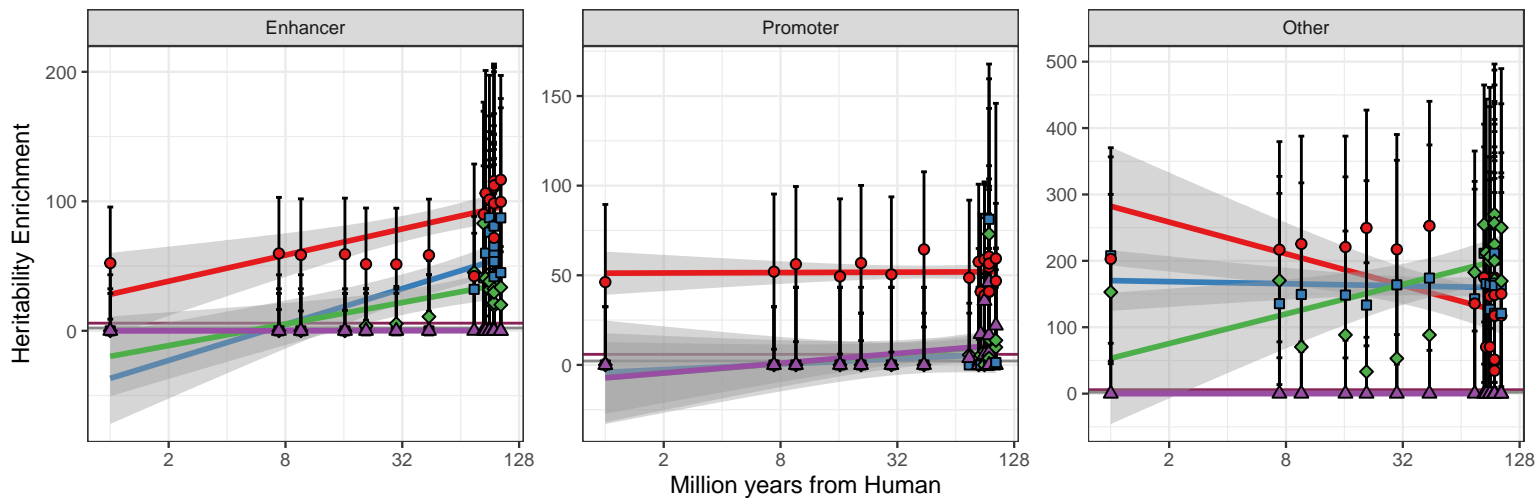 Enhancer
Promoter
Other
Heritability Enrichment
200
100
0
150
100
50
0
500
400
300
200
100
0
2 8 32 128
2 8 32 128
2 8 32 128
Million years from Human